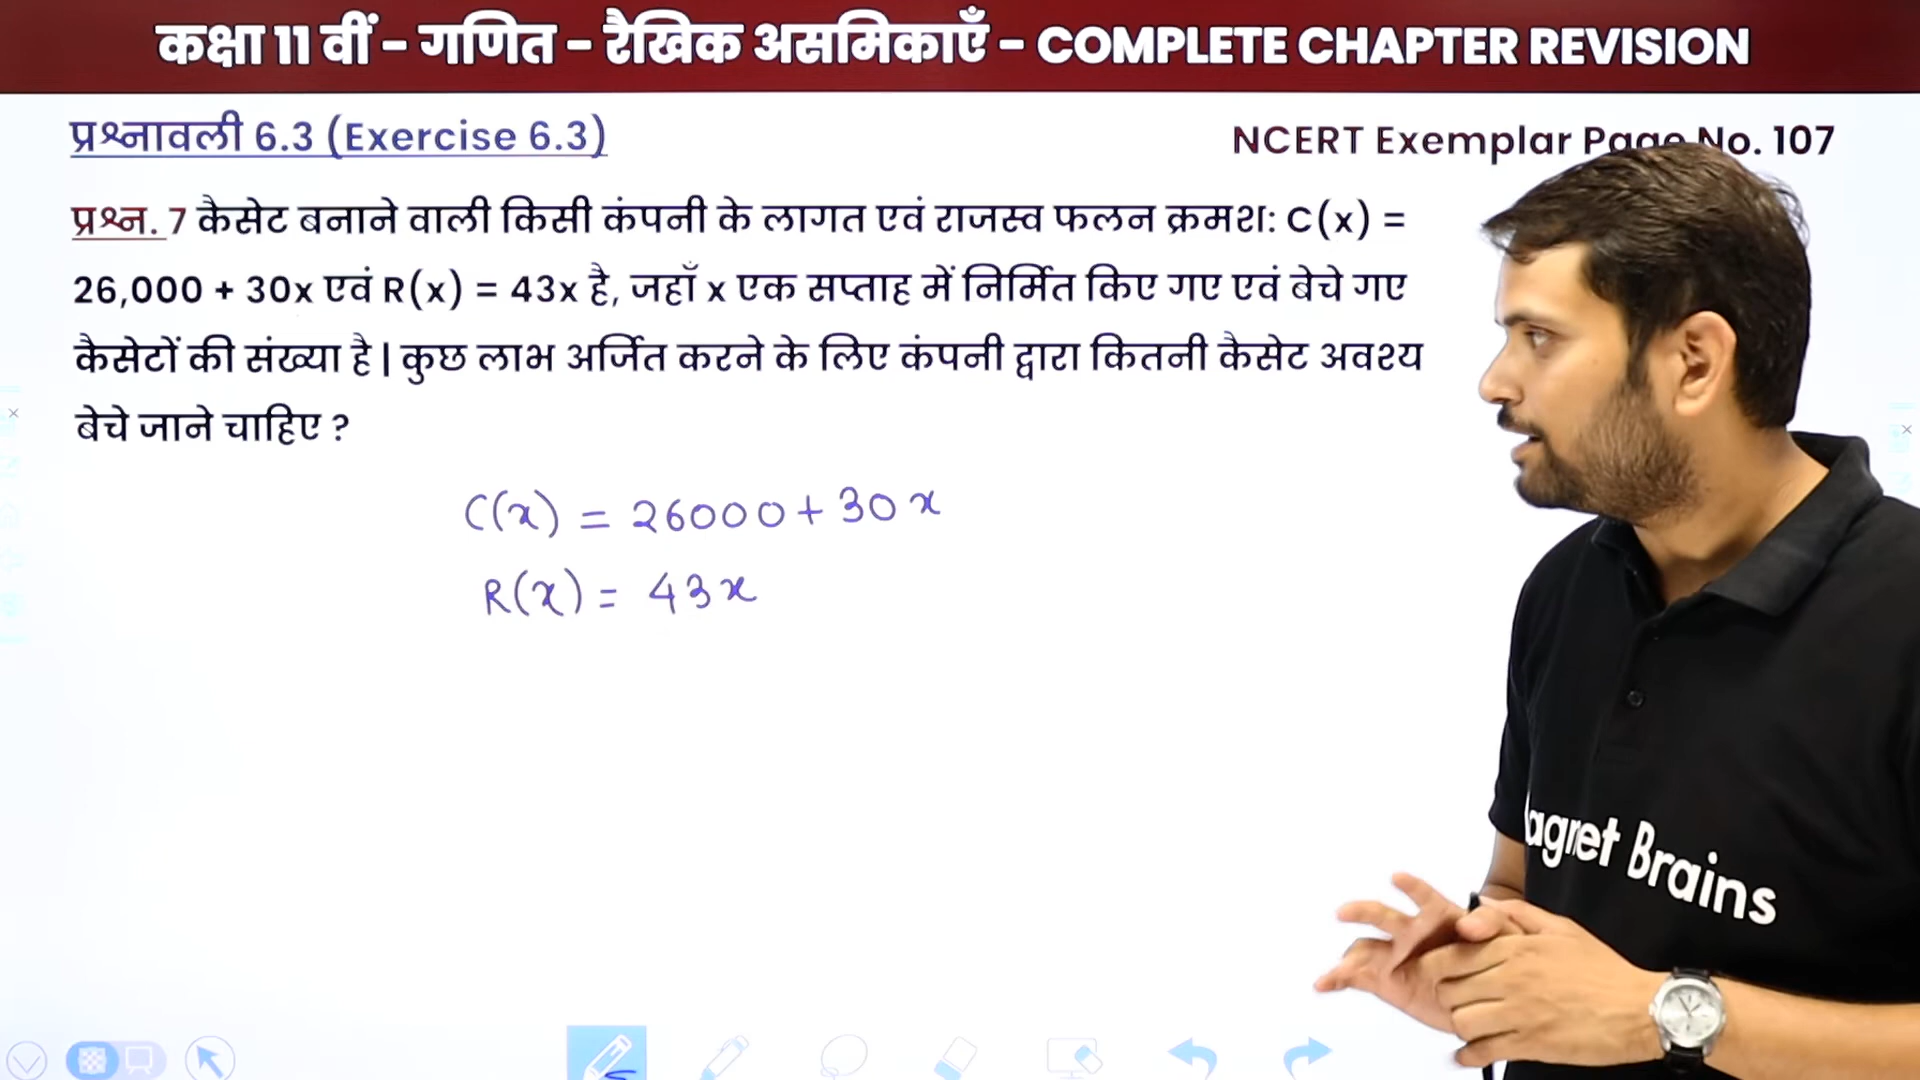 कक्षा 11 वीं – गणित – रैखिक असमिकाएँ – COMPLETE CHAPTER REVISION
प्रश्नावली 6.3 (Exercise 6.3)
NCERT Exemplar Page No. 107
प्रश्न. 7 कैसेट बनाने वाली किसी कंपनी के लागत एवं राजस्व फलन क्रमश: C(x) =
26,000 + 30x एवं R(x) = 43x है, जहाँ x एक सप्ताह में निर्मित किए गए एवं बेचे गए
कैसेटों की संख्या है | कुछ लाभ अर्जित करने के लिए कंपनी द्वारा कितनी कैसेट अवश्य
बेचे जाने चाहिए ?
C(x) = 26000 + 30x
R(x) = 43x
agnet Brains